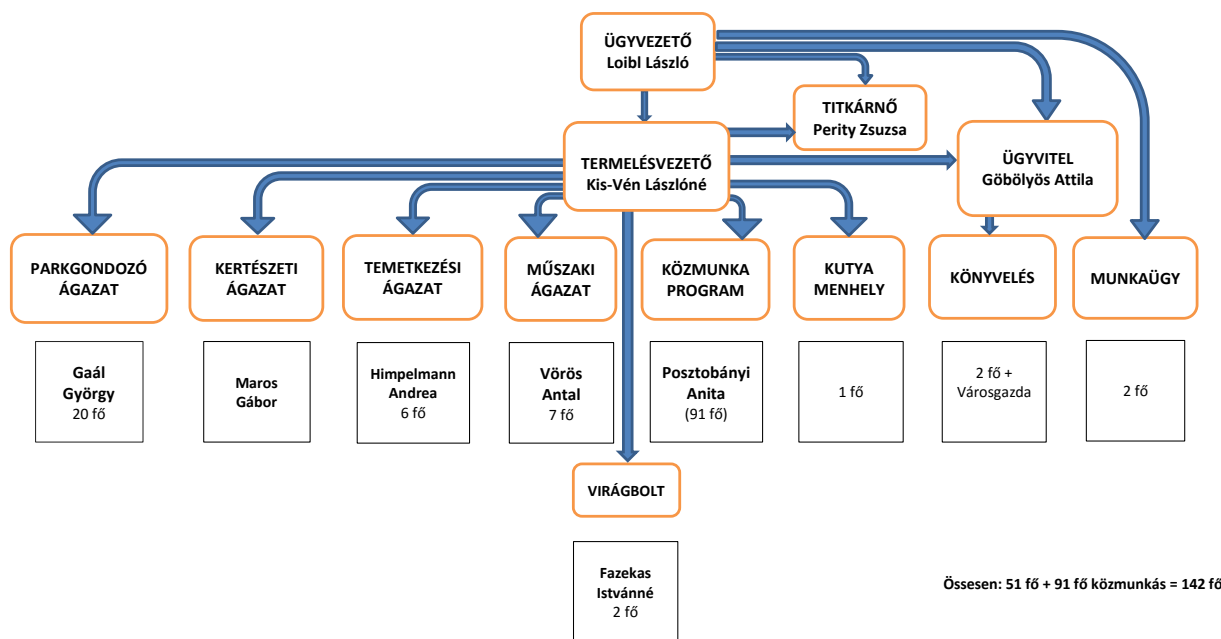 ÜGYVEZETŐ
Loibl László
TITKÁRNŐ
Perity Zsuzsa
TERMELÉSVEZETŐ
Kis-Vén Lászlóné
ÜGYVITEL
Göbölyös Attila
PARKGONDOZÓ
ÁGAZAT
KERTÉSZETI
ÁGAZAT
TEMETKEZÉSI
ÁGAZAT
MŰSZAKI
ÁGAZAT
KÖZMUNKA
PROGRAM
KUTYA
MENHELY
KÖNYVELÉS
MUNKAÜGY
Gaál
György
20 fő
Maros
Gábor
Himpelmann
Andrea
6 fő
Vörös
Antal
7 fő
Posztobányi
Anita
(91 fő)
1 fő
2 fő +
Városgazda
2 fő
VIRÁGBOLT
Fazekas
Istvánné
2 fő
Össesen: 51 fő + 91 fő közmunkás = 142 fő